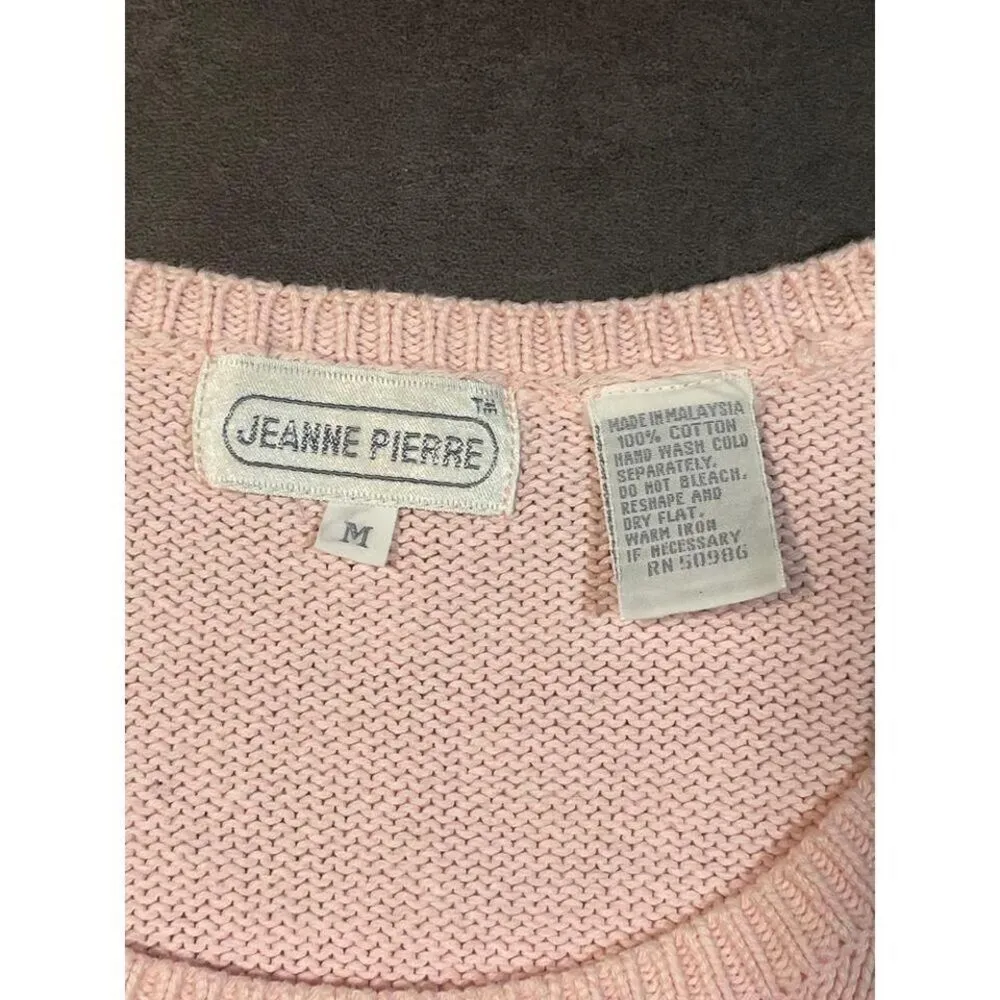 TM
JEANNE PIERRE
M
MADE IN MALAYSIA
100% COTTON
HAND WASH COLD
SEPARATELY.
DO NOT BLEACH.
RESHAPE AND
DRY FLAT.
WARM IRON
IF NECESSARY
RN 50986